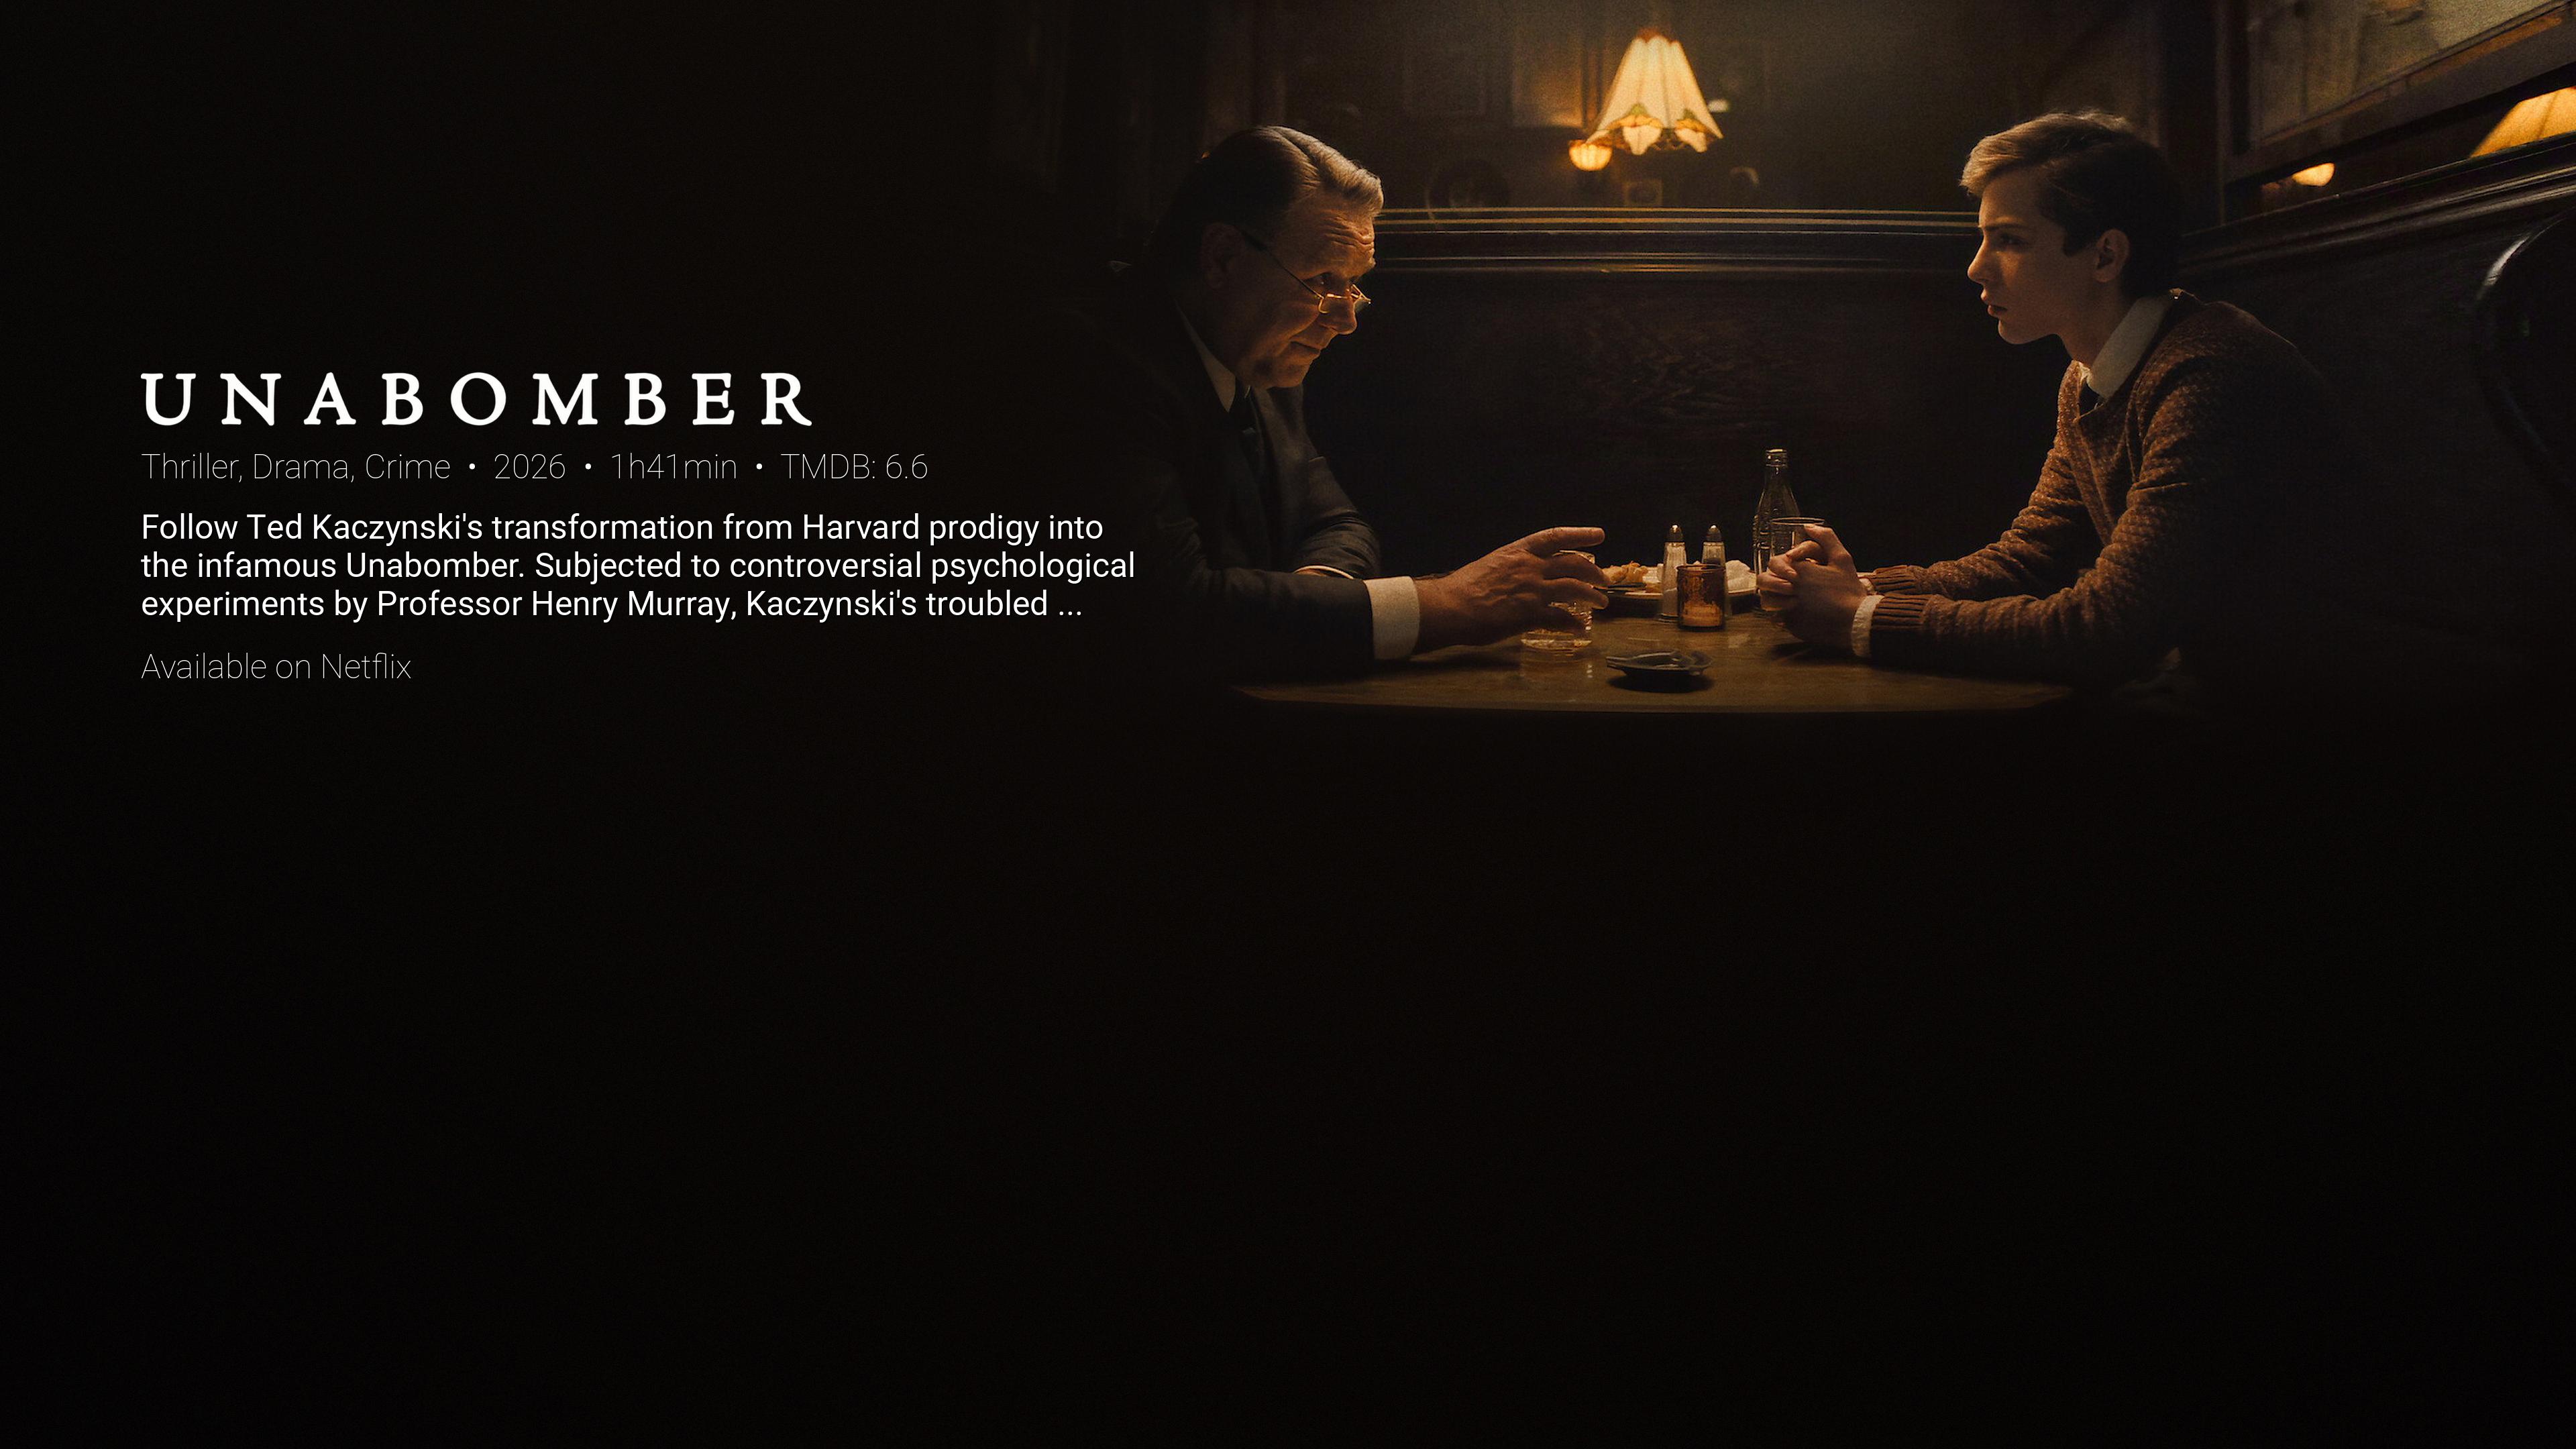 UNABOMBER
Thriller, Drama, Crime • 2026 • 1h41min • TMDB: 6.6
Follow Ted Kaczynski's transformation from Harvard prodigy into
the infamous Unabomber. Subjected to controversial psychological
experiments by Professor Henry Murray, Kaczynski's troubled ...
Available on Netflix